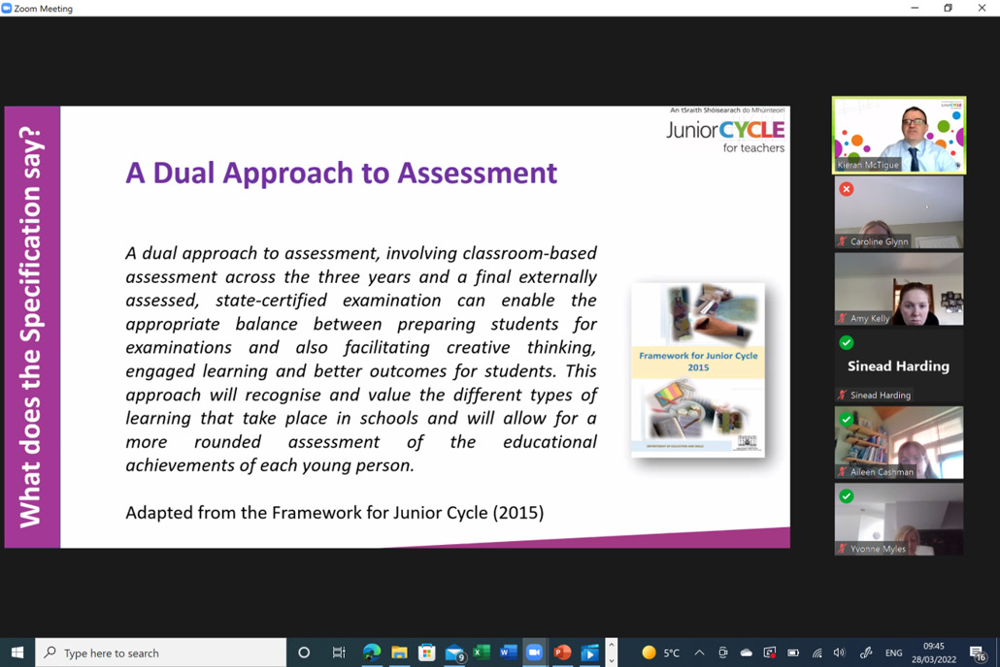 Zoom Meeting
What does the Specification say?
An tSraith Shóisearach do Mhúinteoirí
JuniorCYCLE
for teachers
A Dual Approach to Assessment
A dual approach to assessment, involving classroom-based
assessment across the three years and a final externally
assessed, state-certified examination can enable the
appropriate balance between preparing students for
examinations and also facilitating creative thinking,
engaged learning and better outcomes for students. This
approach will recognise and value the different types of
learning that take place in schools and will allow for a
more rounded assessment of the educational
achievements of each young person.
Adapted from the Framework for Junior Cycle (2015)
Framework for Junior Cycle
2015
DEPARTMENT OF EDUCATION AND SKILLS
Kieran McTigue
Caroline Glynn
Amy Kelly
Sinead Harding
Sinead Harding
Aileen Cashman
Yvonne Myles
Type here to search
9
5°C
ENG
09:45
28/03/2022
16